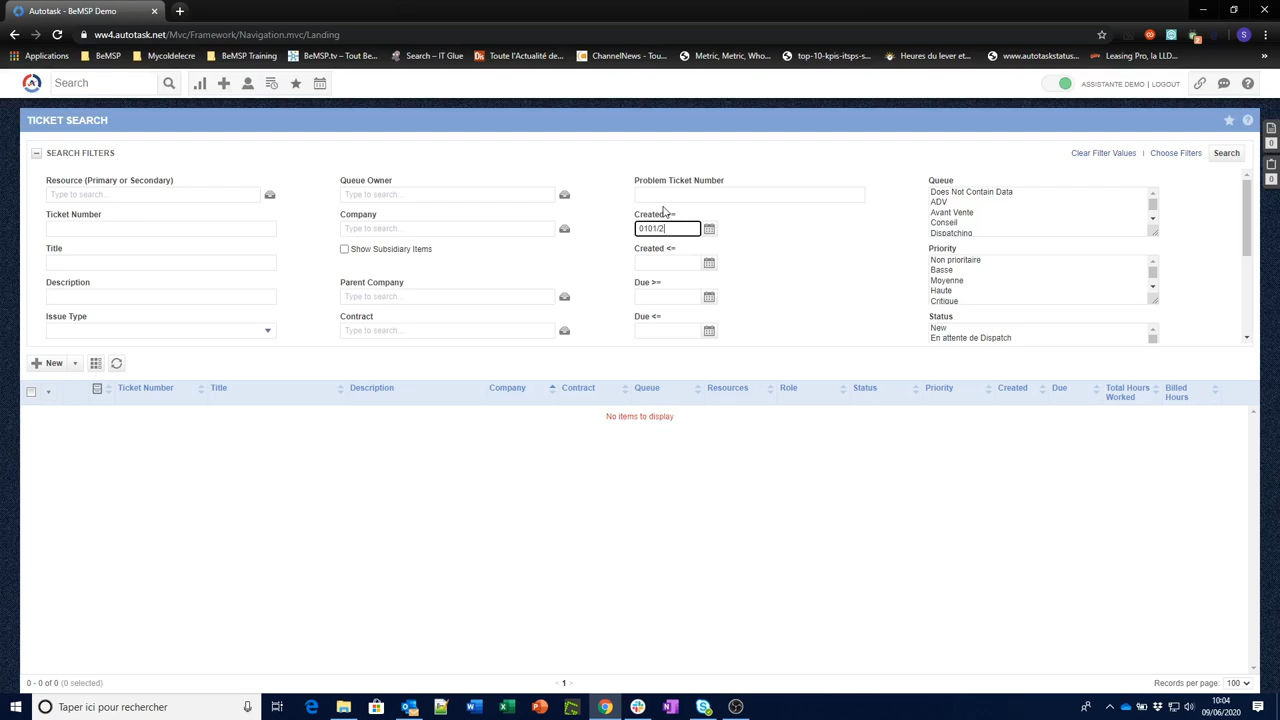 Autotask - BeMSP Demo
ww4.autotask.net/Mvc/Framework/Navigation.mvc/Landing
Applications BeMSP Mycoldelecre BeMSP Training BeMSP.tv Search – IT Glue Toute l'Actualité de... ChannelNews - Quan... Metric, Metric, Who... top-10-kpis-itsps-s... Heures du lever et d... www.autotaskstatus... Leasing Pro, la LLD...
Search
ASSISTANTE DEMO | LOGOUT
TICKET SEARCH
SEARCH FILTERS
Clear Filter Values | Choose Filters Search
Resource (Primary or Secondary) Queue Owner Problem Ticket Number Queue
Type to search... Type to search... Does Not Contain Data
ADV
Ticket Number Company Created >= Avant Vente
Type to search... 0101/2 Conseil
Dispatching
Title Show Subsidiary Items Created <= Priority
Non prioritaire
Basse
Description Parent Company Due >= Moyenne
Type to search... Haute
Critique
Issue Type Contract Due <= Status
Type to search... New
En attente de Dispatch
New
Ticket Number Title Description Company Contract Queue Resources Role Status Priority Created Due Total Hours Worked Billed Hours
No items to display
0 - 0 of 0 (0 selected) < 1 > Records per page: 100
0
0
Taper ici pour rechercher
10:04
09/06/2020